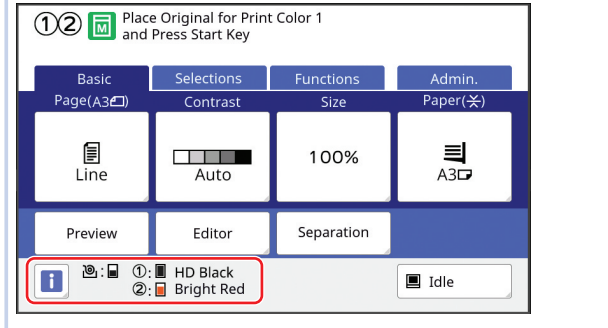 ①② M Place Original for Print Color 1
and Press Start Key
Basic Selections Functions Admin.
Page(A3) Contrast Size Paper()
Line Auto 100% A3
Preview Editor Separation
i : ①: HD Black
②: Bright Red
Idle